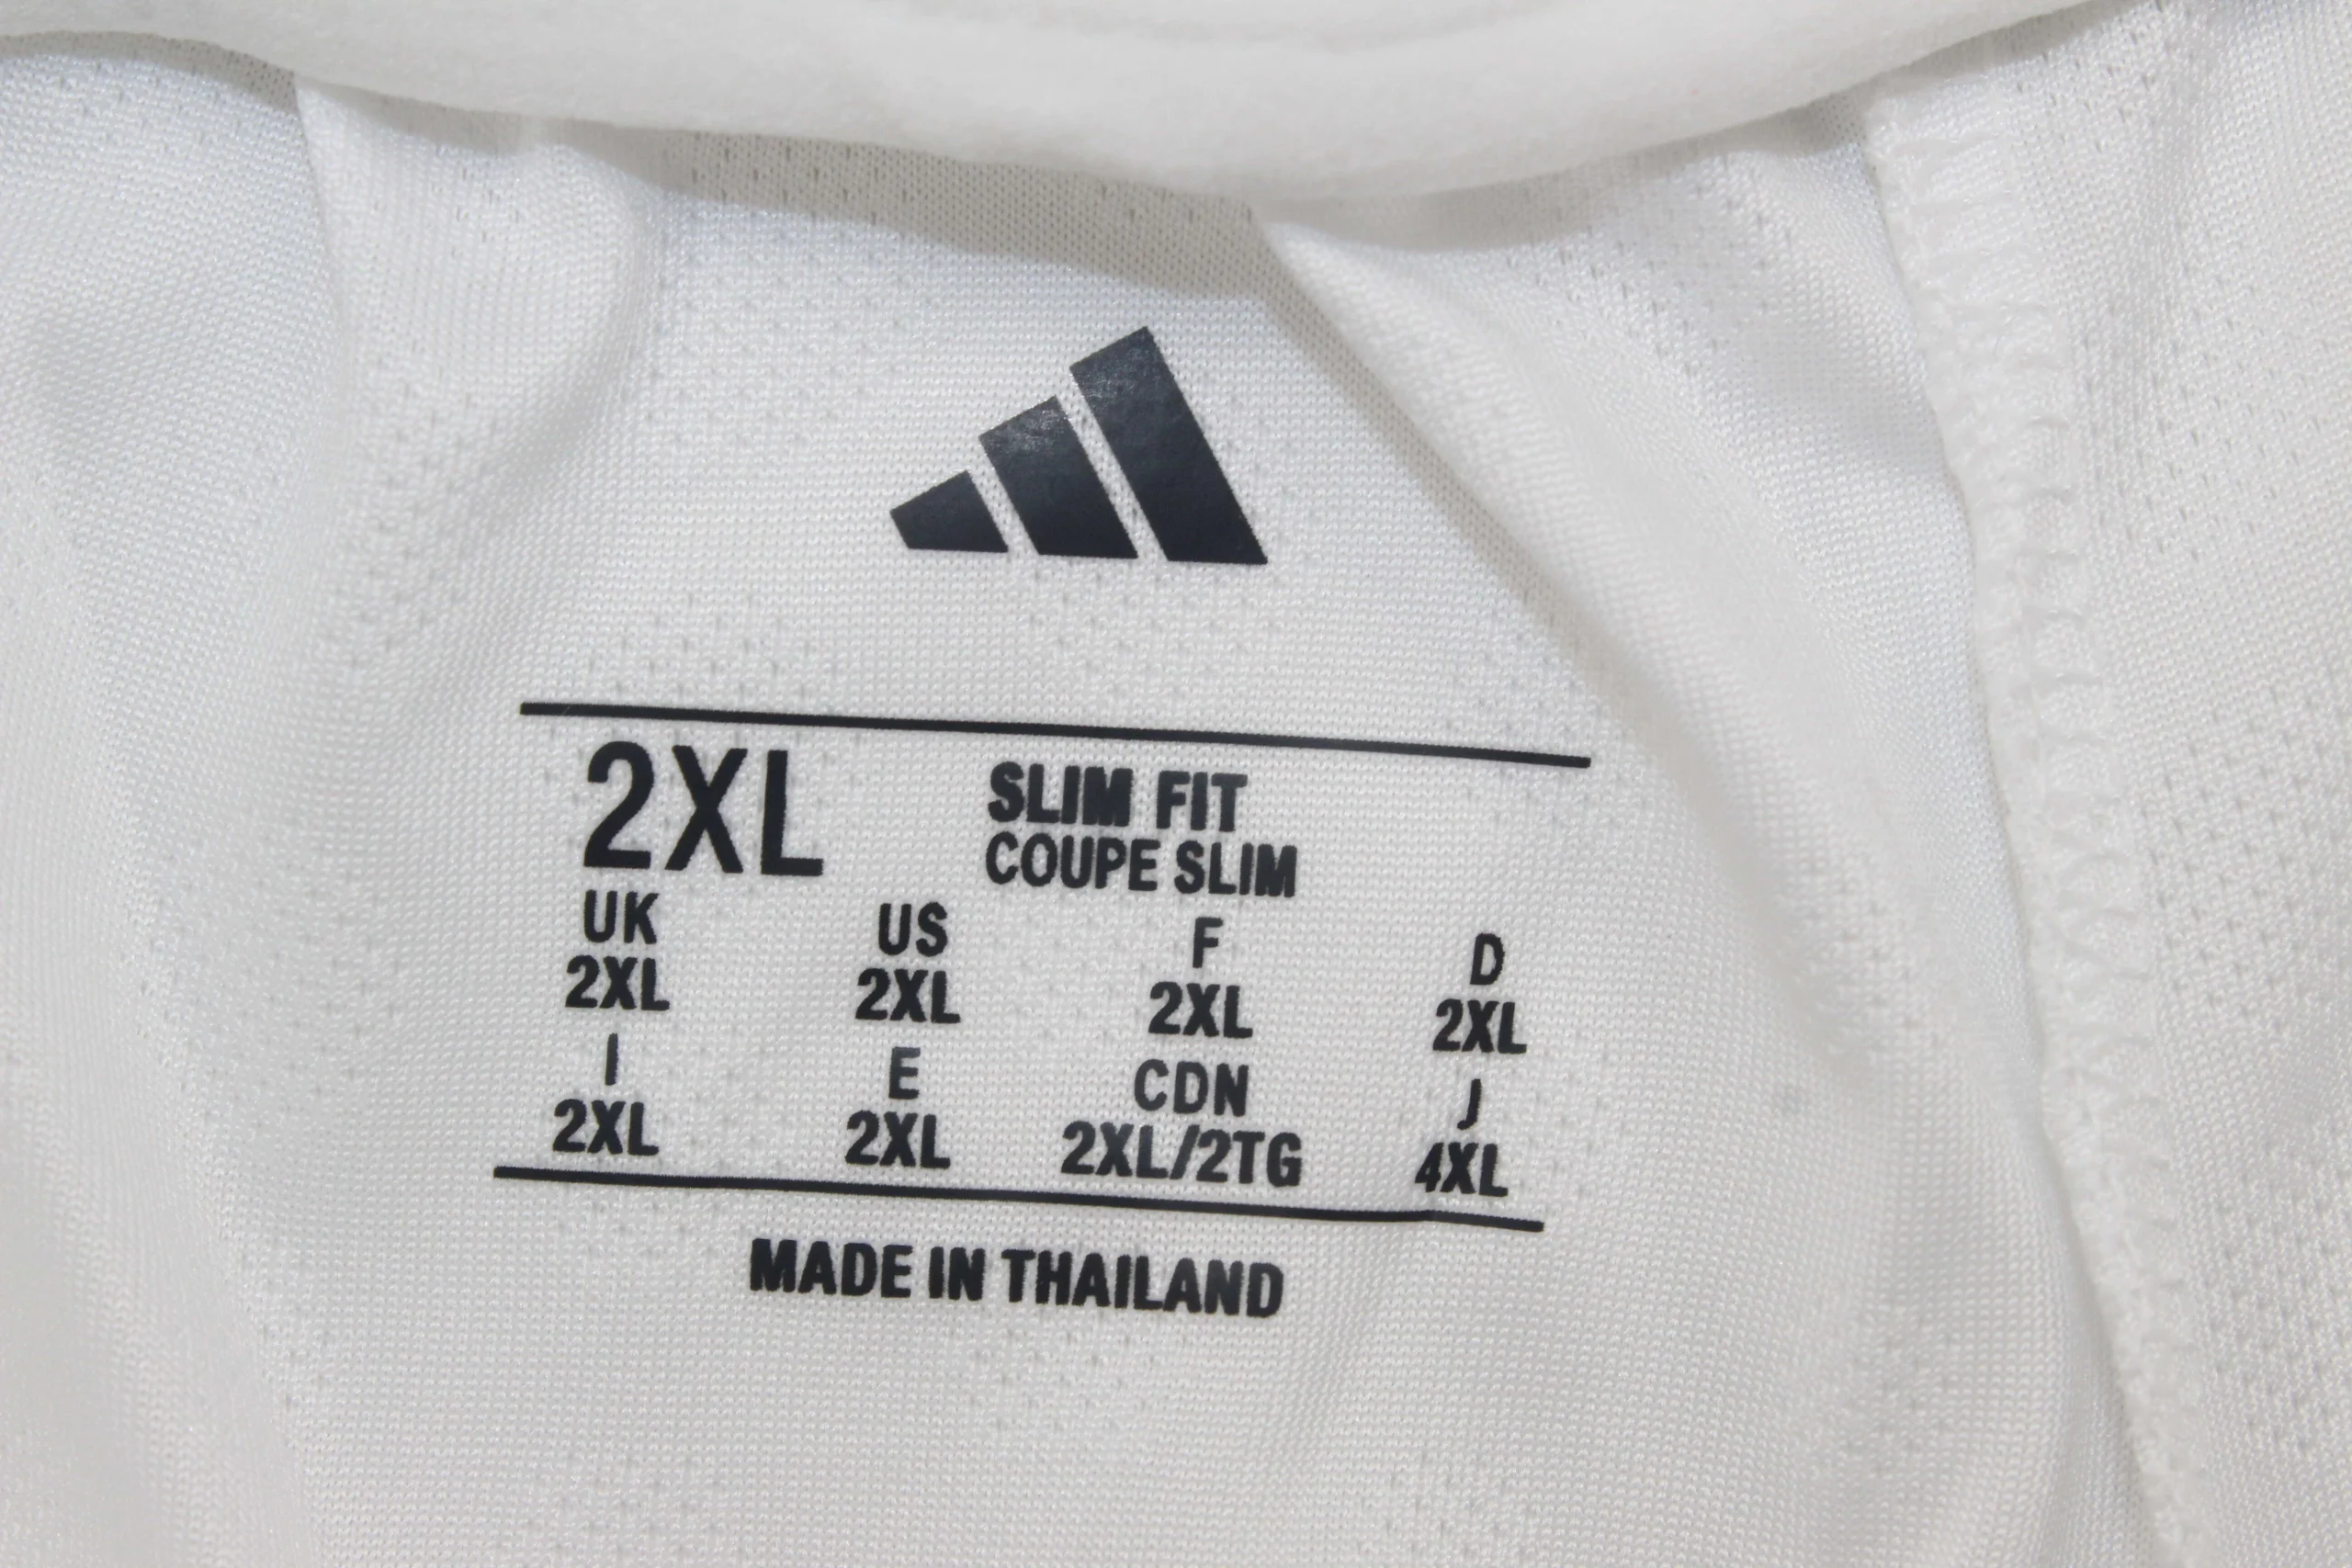 2XL SLIM FIT
COUPE SLIM
UK US F D
2XL 2XL 2XL 2XL
I E CDN J
2XL 2XL 2XL/2TG 4XL
MADE IN THAILAND